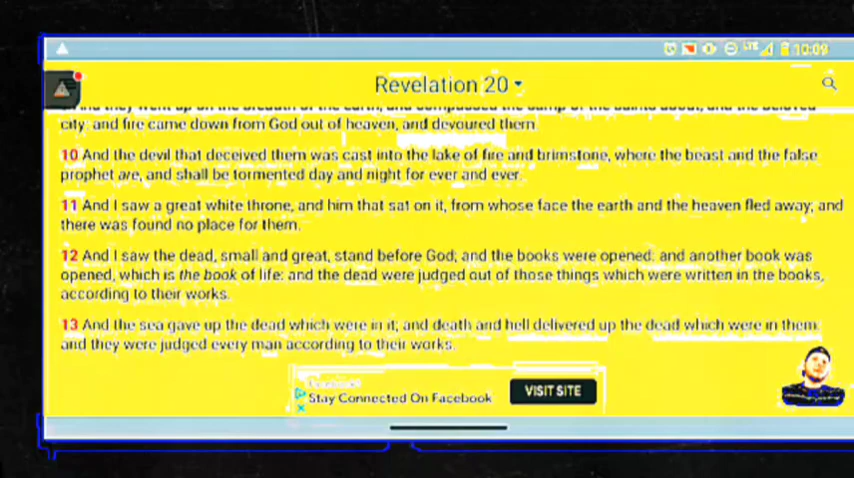 LTE 10:09
Revelation 20
city: and fire came down from God out of heaven, and devoured them.
10 And the devil that deceived them was cast into the lake of fire and brimstone, where the beast and the false
prophet are, and shall be tormented day and night for ever and ever.
11 And I saw a great white throne, and him that sat on it, from whose face the earth and the heaven fled away; and
there was found no place for them.
12 And I saw the dead, small and great, stand before God; and the books were opened: and another book was
opened, which is the book of life: and the dead were judged out of those things which were written in the books,
according to their works.
13 And the sea gave up the dead which were in it; and death and hell delivered up the dead which were in them:
and they were judged every man according to their works.
Stay Connected On Facebook
VISIT SITE